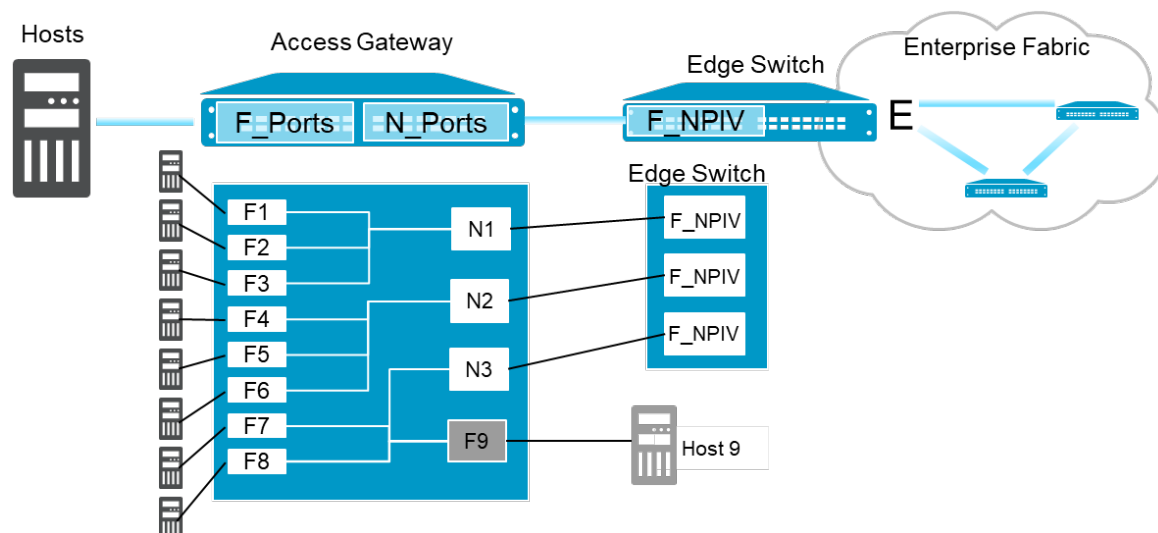 Hosts
Access Gateway
Edge Switch
Enterprise Fabric
F_Ports
N_Ports
F_NPIV
E
Edge Switch
F1
F2
F3
F4
F5
F6
F7
F8
N1
N2
N3
F9
F_NPIV
F_NPIV
F_NPIV
Host 9